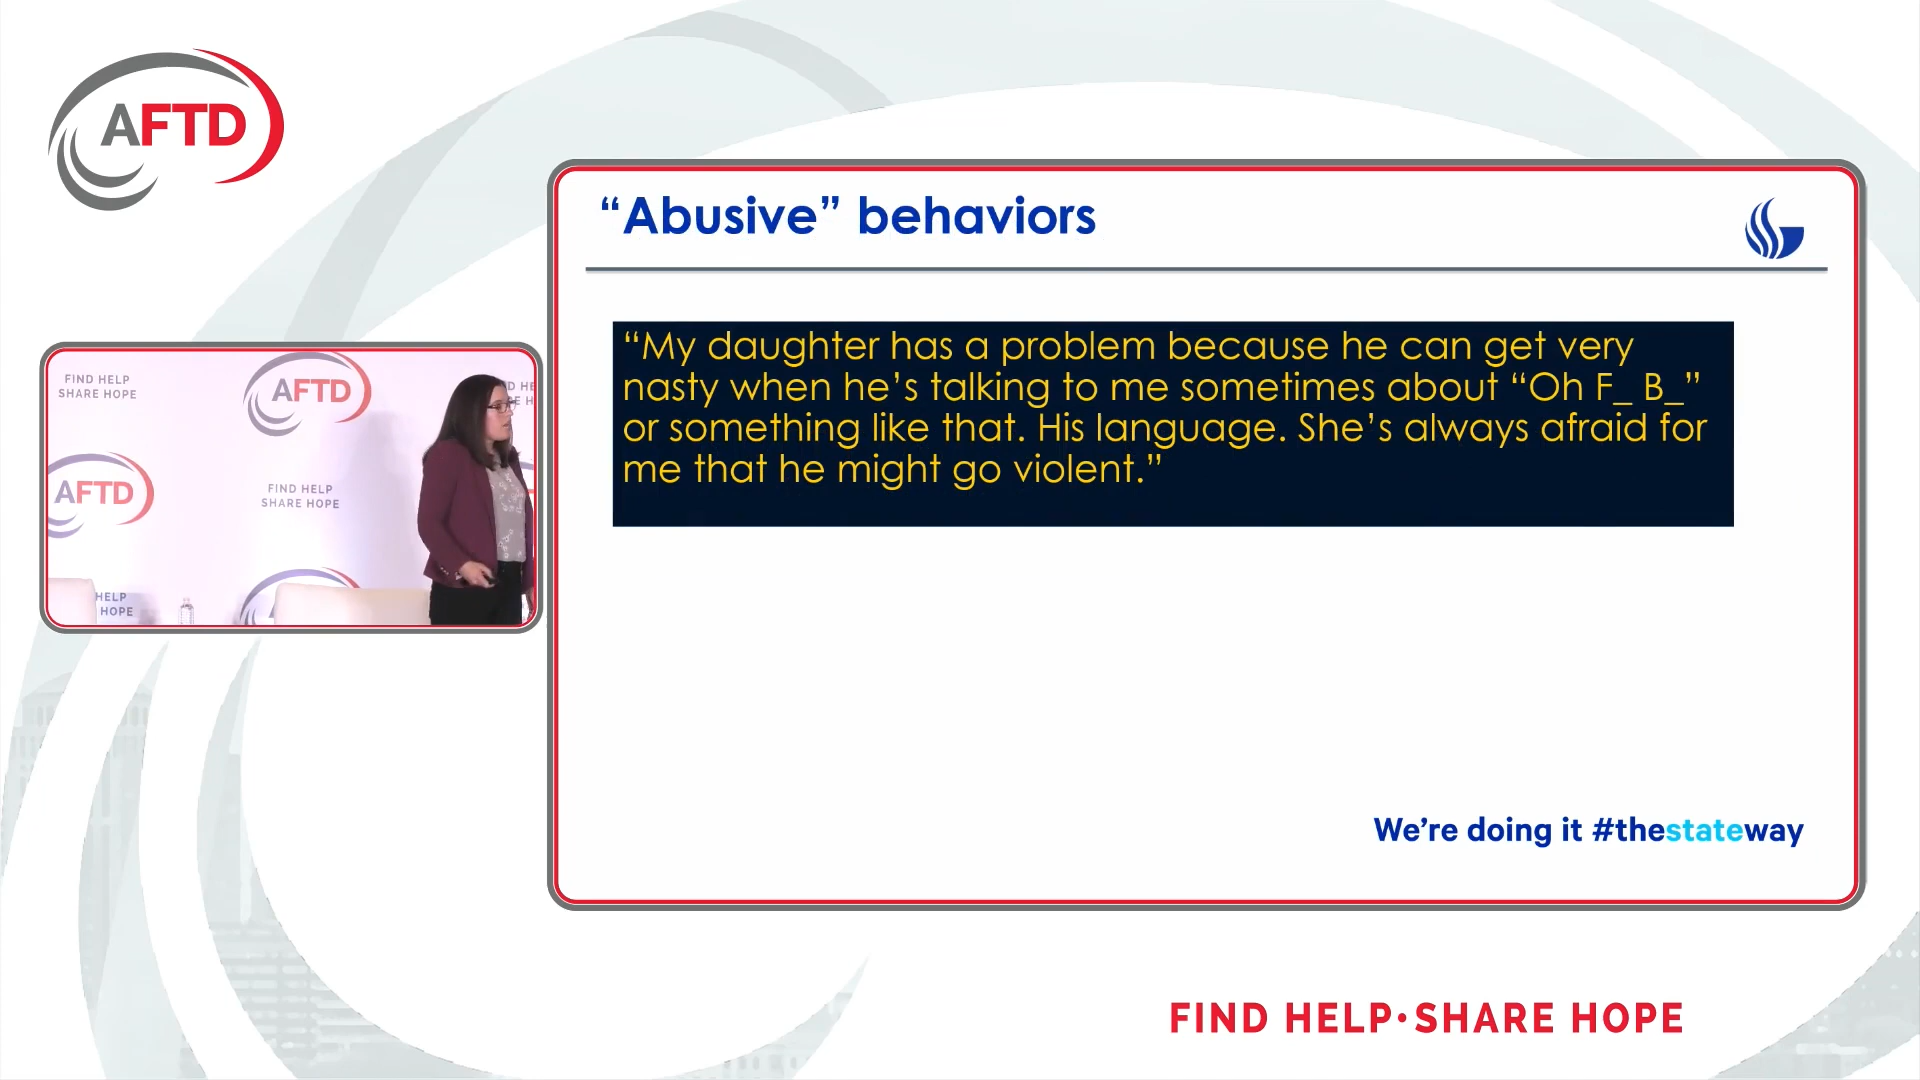 AFTD
“Abusive” behaviors
“My daughter has a problem because he can get very
nasty when he’s talking to me sometimes about “Oh F_ B_”
or something like that. His language. She’s always afraid for
me that he might go violent.”
We’re doing it #thestateway
FIND HELP
SHARE HOPE
AFTD
AFTD
FIND HELP
SHARE HOPE
HELP
HOPE
FIND HELP•SHARE HOPE